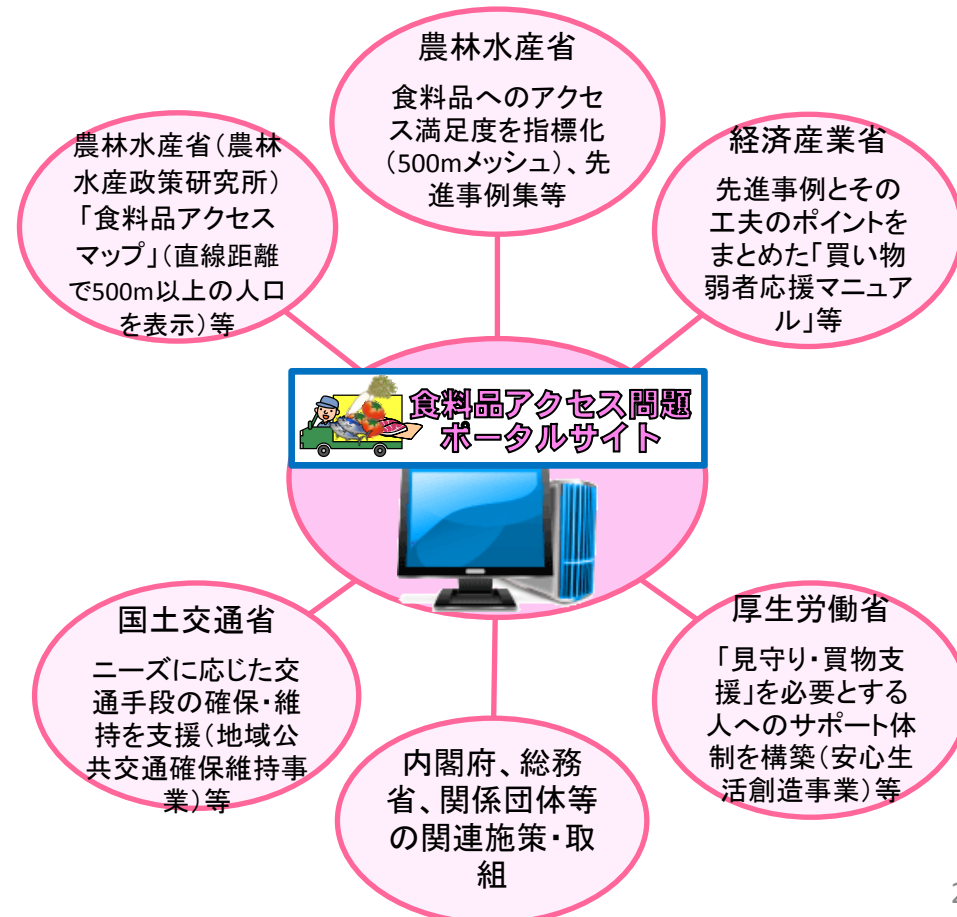 農林水産省
食料品へのアクセ
ス満足度を指標化
（500mメッシュ）、先
進事例集等
農林水産省（農林
水産政策研究所）
「食料品アクセス
マップ」（直線距離
で500m以上の人口
を表示）等
経済産業省
先進事例とその
工夫のポイントを
まとめた「買い物
弱者応援マニュア
ル」等
食料品アクセス問題
ポータルサイト
国土交通省
ニーズに応じた交
通手段の確保・維
持を支援（地域公
共交通確保維持事
業）等
厚生労働省
「見守り・買物支
援」を必要とする
人へのサポート体
制を構築（安心生
活創造事業）等
内閣府、総務
省、関係団体等
の関連施策・取
組
2